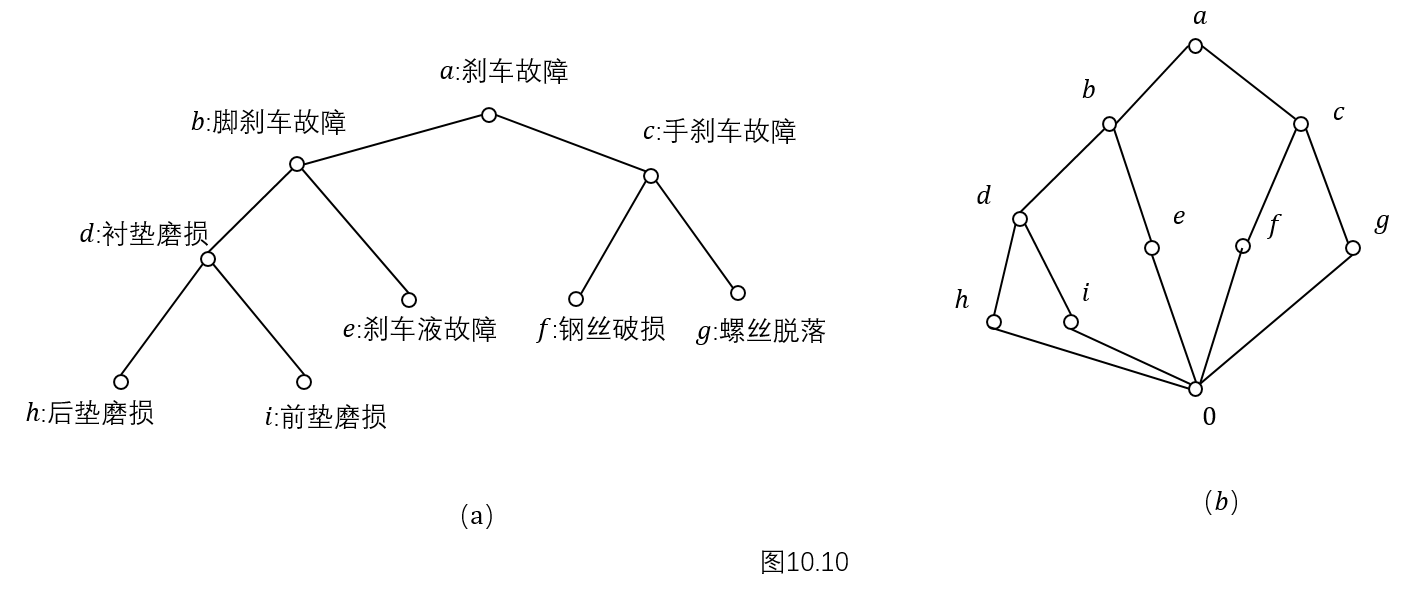 a:刹车故障
b:脚刹车故障
c:手刹车故障
d:衬垫磨损
e:刹车液故障
f:钢丝破损
g:螺丝脱落
h:后垫磨损
i:前垫磨损
(a)
a
b
c
d
e
f
g
h
i
0
(b)
图10.10